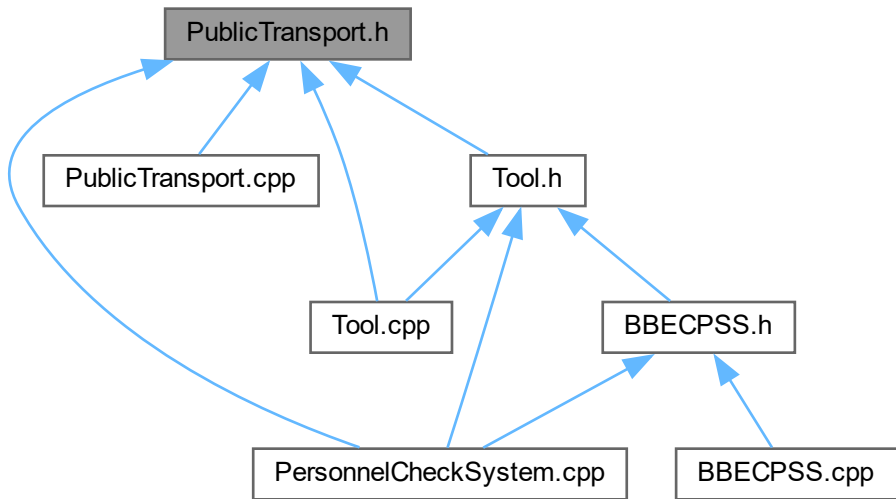 PublicTransport.h
PublicTransport.cpp
Tool.h
Tool.cpp
BBECPSS.h
PersonnelCheckSystem.cpp
BBECPSS.cpp